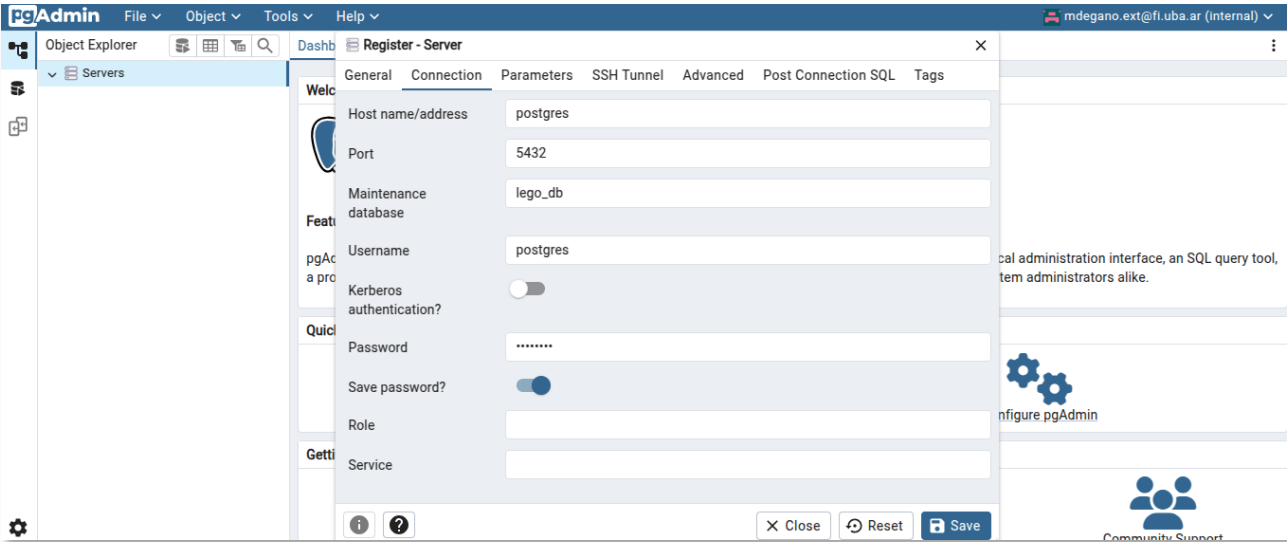 pgAdmin File Object Tools Help mdegano.ext@fi.uba.ar (internal)
Object Explorer
Servers
Dashb
Welc
Featu
pgAd
a pro
Quick
Getti
Register - Server
General Connection Parameters SSH Tunnel Advanced Post Connection SQL Tags
Host name/address postgres
Port 5432
Maintenance
database
lego_db
Username postgres
Kerberos
authentication?
Password ••••••••
Save password?
Role
Service
Close Reset Save
cal administration interface, an SQL query tool,
tem administrators alike.
nfigure pgAdmin
Community Support